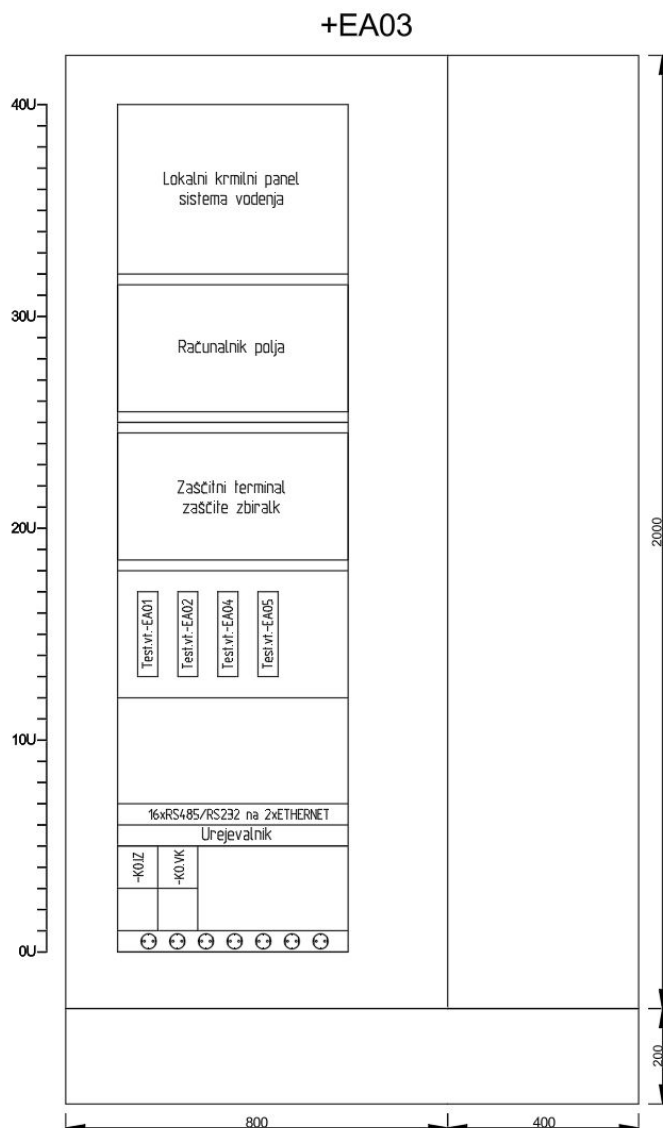 +EA03
40U
Lokalni krmilni panel
sistema vodenja
30U
Računalnik polja
Zaščitni terminal
zaščite zbiralk
20U
Test.vt.-EA01
Test.vt.-EA02
Test.vt.-EA04
Test.vt.-EA05
10U
16xRS485/RS232 na 2xETHERNET
Urejevalnik
-KO.IZ
-KO.VK
0U
2000
200
800
400